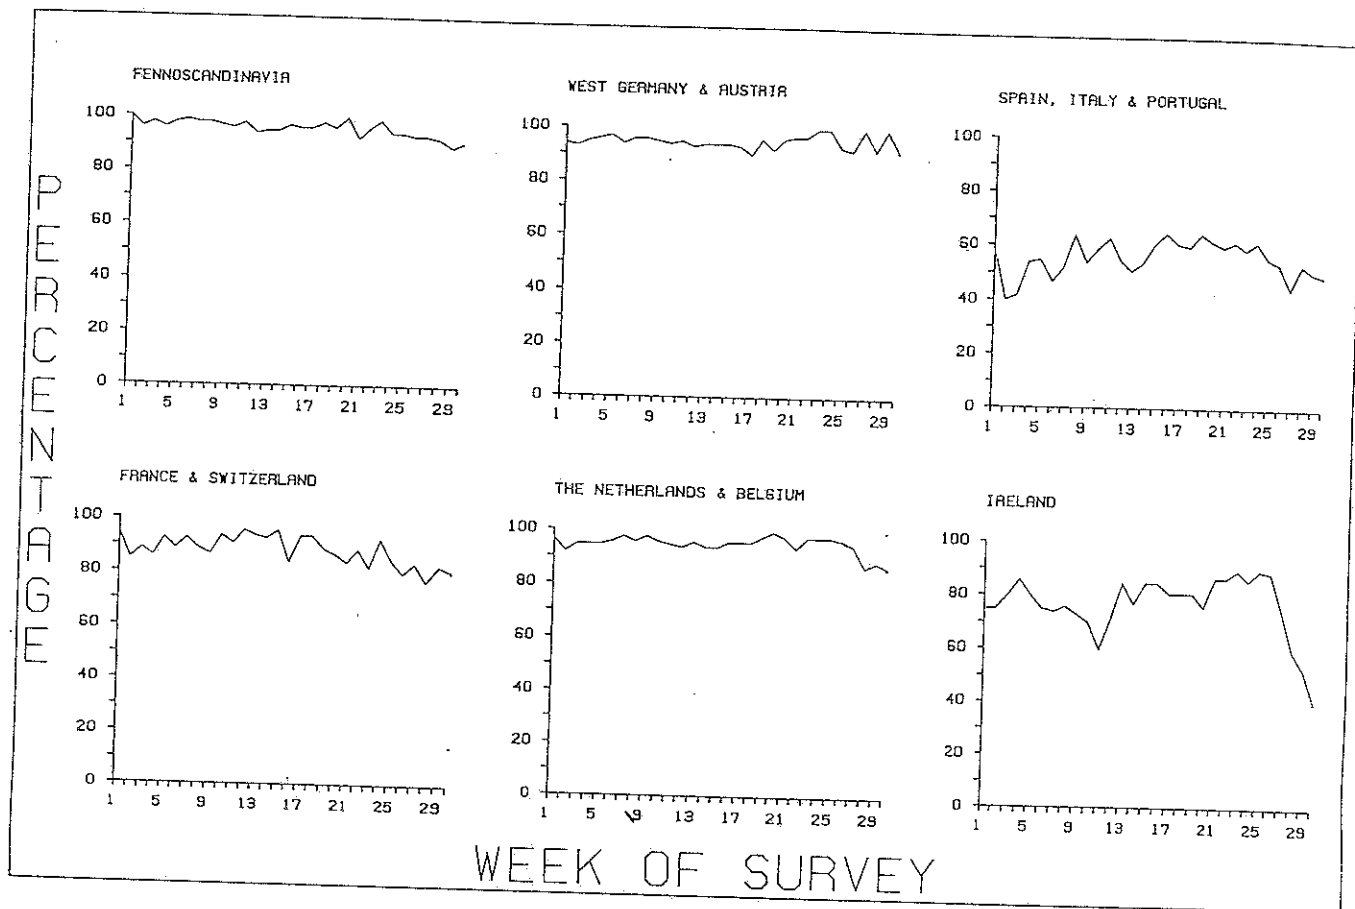 PERCENTAGE
FENNOSCANDINAVIA
100
80
60
40
20
0
1 5 9 13 17 21 25 29
WEST GERMANY & AUSTRIA
100
80
60
40
20
0
1 5 9 13 17 21 25 29
SPAIN, ITALY & PORTUGAL
100
80
60
40
20
0
1 5 9 13 17 21 25 29
FRANCE & SWITZERLAND
100
80
60
40
20
0
1 5 9 13 17 21 25 29
THE NETHERLANDS & BELGIUM
100
80
60
40
20
0
1 5 9 13 17 21 25 29
IRELAND
100
80
60
40
20
0
1 5 9 13 17 21 25 29
WEEK OF SURVEY